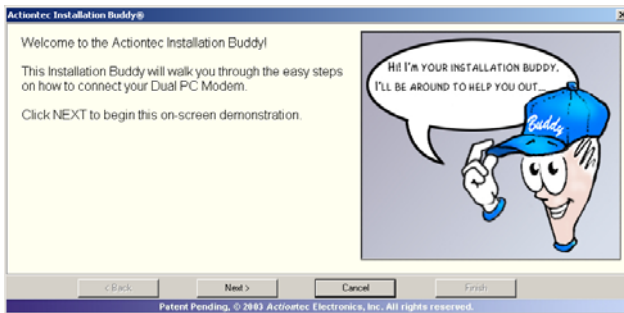 Actiontec Installation Buddy®
Welcome to the Actiontec Installation Buddy!
This Installation Buddy will walk you through the easy steps
on how to connect your Dual PC Modem.
Click NEXT to begin this on-screen demonstration.
HI! I'M YOUR INSTALLATION BUDDY.
I'LL BE AROUND TO HELP YOU OUT...
Buddy
< Back
Next >
Cancel
Finish
Patent Pending, © 2003 Actiontec Electronics, Inc. All rights reserved.